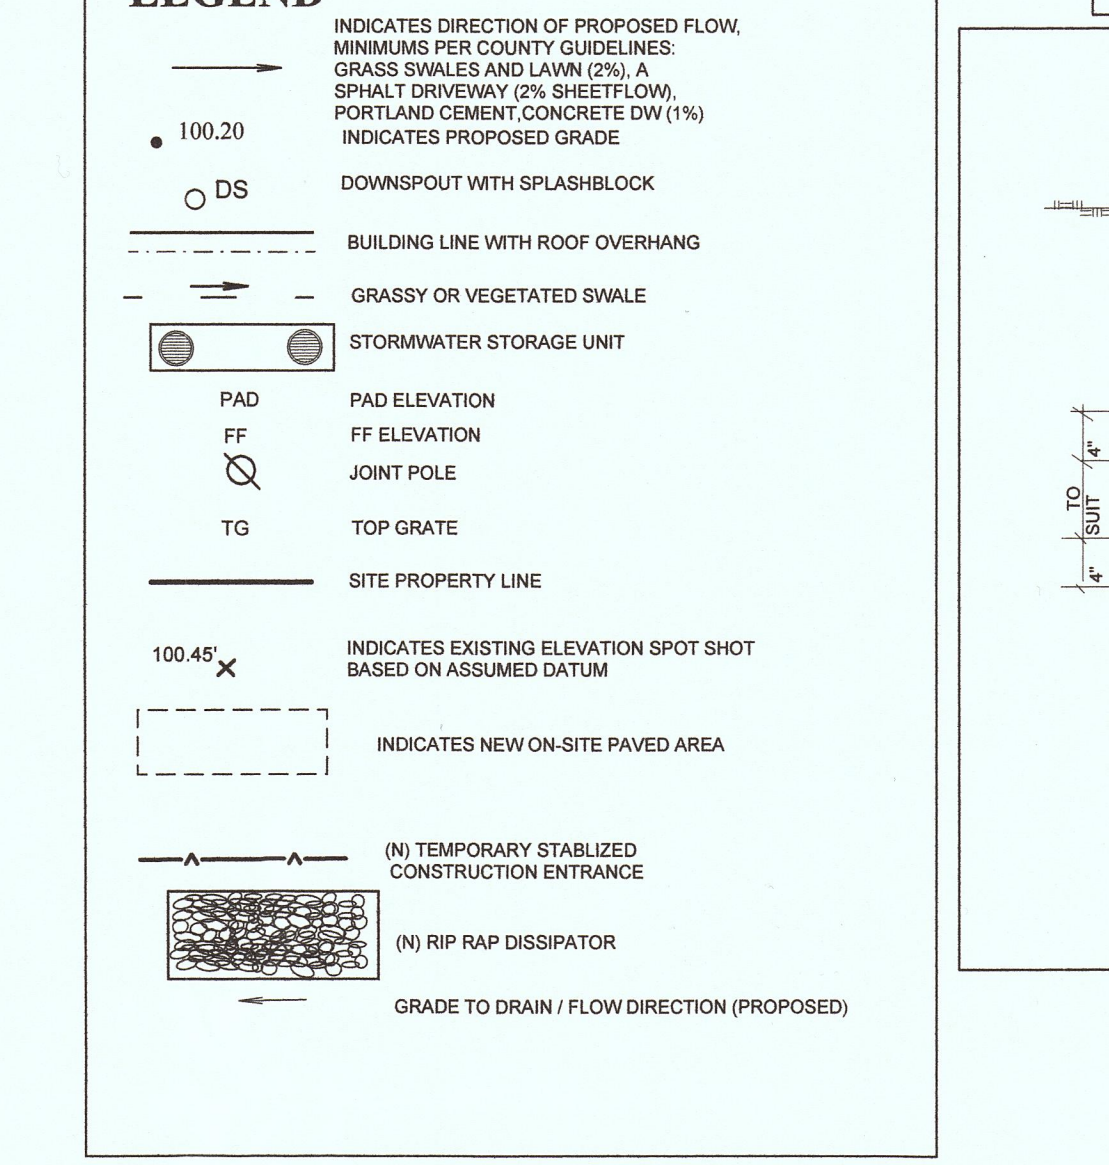 LEGEND
INDICATES DIRECTION OF PROPOSED FLOW,
MINIMUMS PER COUNTY GUIDELINES:
GRASS SWALES AND LAWN (2%), A
SPHALT DRIVEWAY (2% SHEETFLOW),
PORTLAND CEMENT,CONCRETE DW (1%)
100.20 INDICATES PROPOSED GRADE
DS DOWNSPOUT WITH SPLASHBLOCK
BUILDING LINE WITH ROOF OVERHANG
GRASSY OR VEGETATED SWALE
STORMWATER STORAGE UNIT
PAD PAD ELEVATION
FF FF ELEVATION
JOINT POLE
TG TOP GRATE
SITE PROPERTY LINE
100.45' INDICATES EXISTING ELEVATION SPOT SHOT
BASED ON ASSUMED DATUM
INDICATES NEW ON-SITE PAVED AREA
(N) TEMPORARY STABLIZED
CONSTRUCTION ENTRANCE
(N) RIP RAP DISSIPATOR
GRADE TO DRAIN / FLOW DIRECTION (PROPOSED)
4"
TO
SUIT
4"